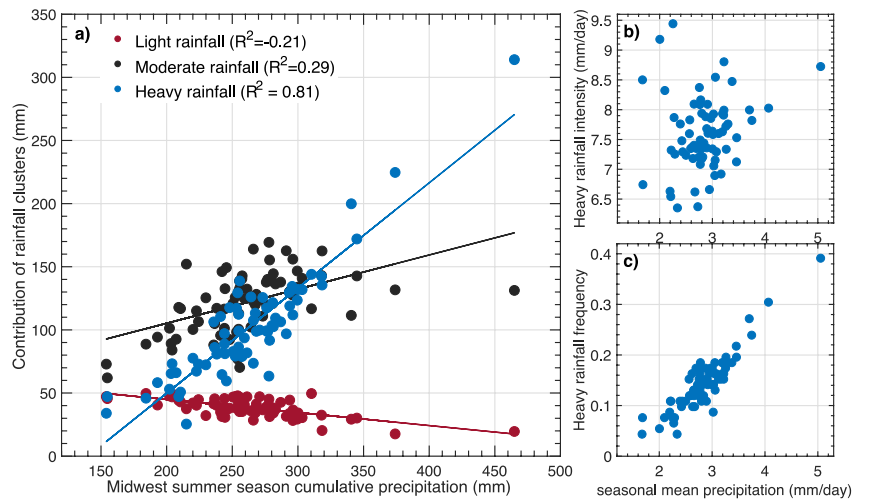 a)
Light rainfall (R²=-0.21)
Moderate rainfall (R²=0.29)
Heavy rainfall (R² = 0.81)
Contribution of rainfall clusters (mm)
350
300
250
200
150
100
50
0
150 200 250 300 350 400 450 500
Midwest summer season cumulative precipitation (mm)
b)
Heavy rainfall intensity (mm/day)
9.5
9
8.5
8
7.5
7
6.5
2 3 4 5
c)
Heavy rainfall frequency
0.4
0.3
0.2
0.1
0
2 3 4 5
seasonal mean precipitation (mm/day)